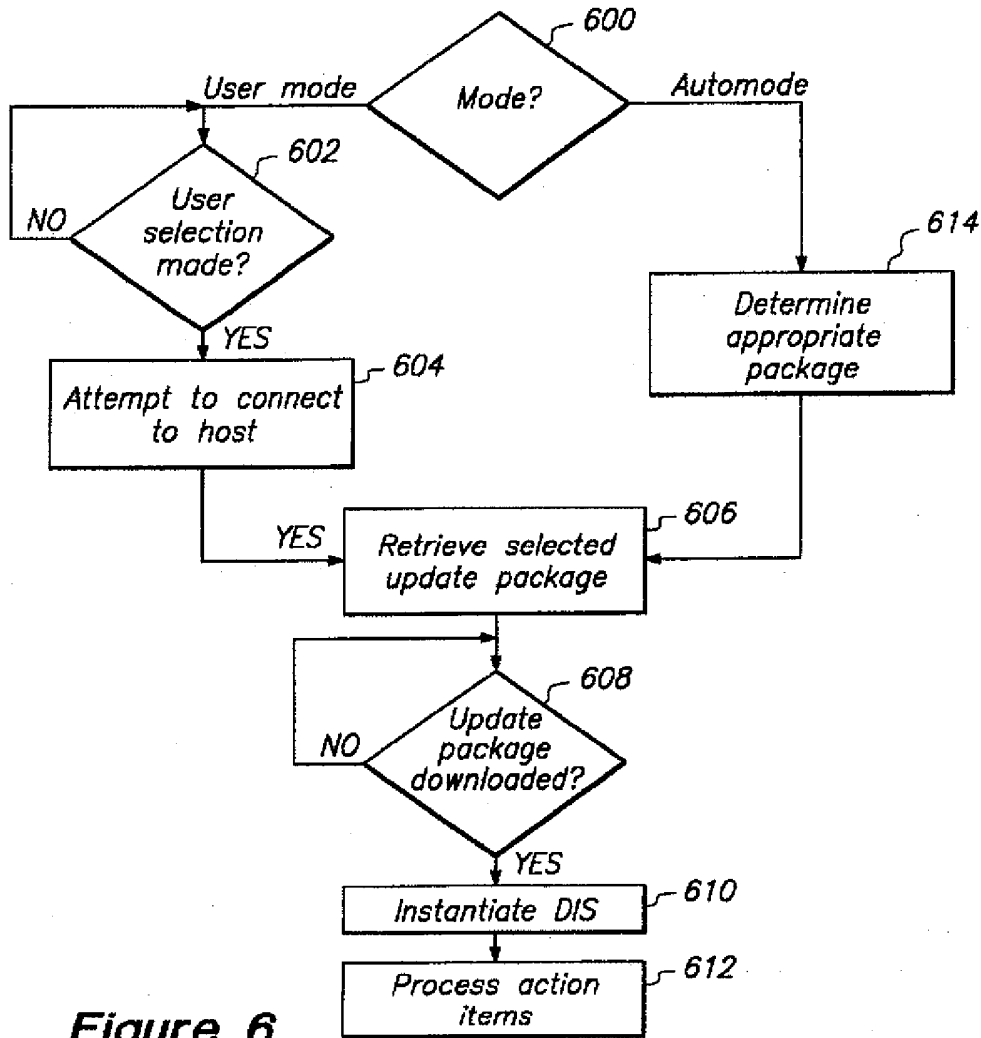 600
User mode
Mode?
Automode
602
User
selection
made?
NO
614
Determine
appropriate
package
YES
604
Attempt to connect
to host
606
YES
Retrieve selected
update package
608
Update
package
downloaded?
NO
YES
610
Instantiate DIS
612
Process action
items
Figure 6